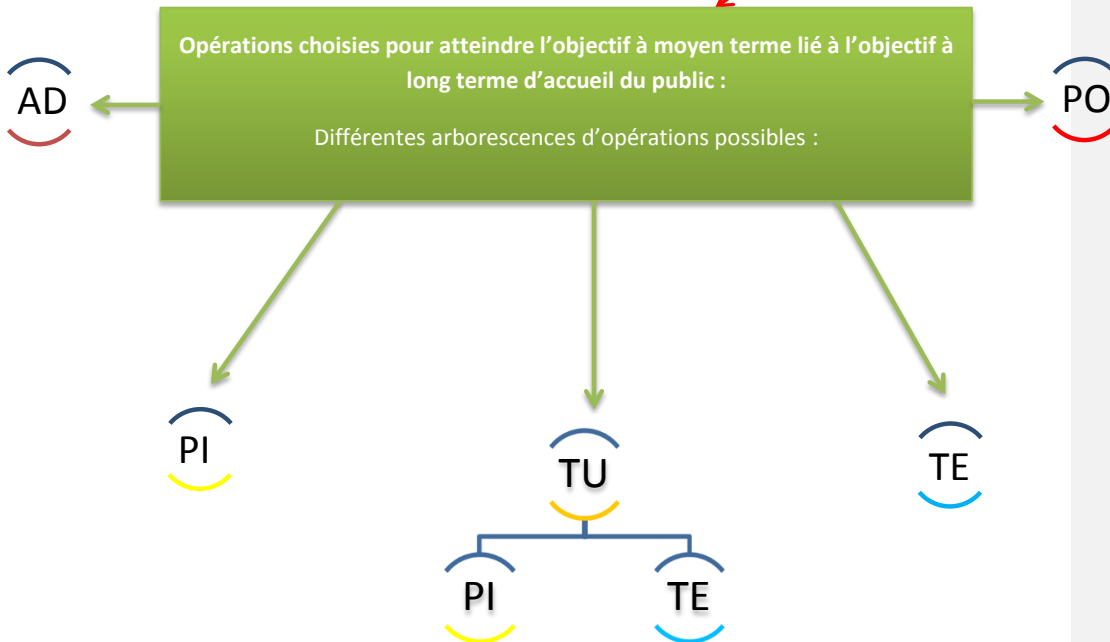 Opérations choisies pour atteindre l’objectif à moyen terme lié à l’objectif à
long terme d’accueil du public :
Différentes arborescences d’opérations possibles :
AD
PO
PI
TU
TE
PI
TE